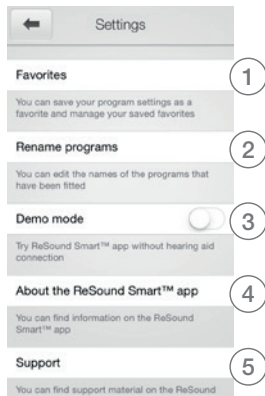 Settings
Favorites
1
You can save your program settings as a
favorite and manage your saved favorites
Rename programs
2
You can edit the names of the programs that
have been fitted
Demo mode
3
Try ReSound Smart™ app without hearing aid
connection
About the ReSound Smart™ app
4
You can find information on the ReSound
Smart™ app
Support
5
You can find support material on the ReSound